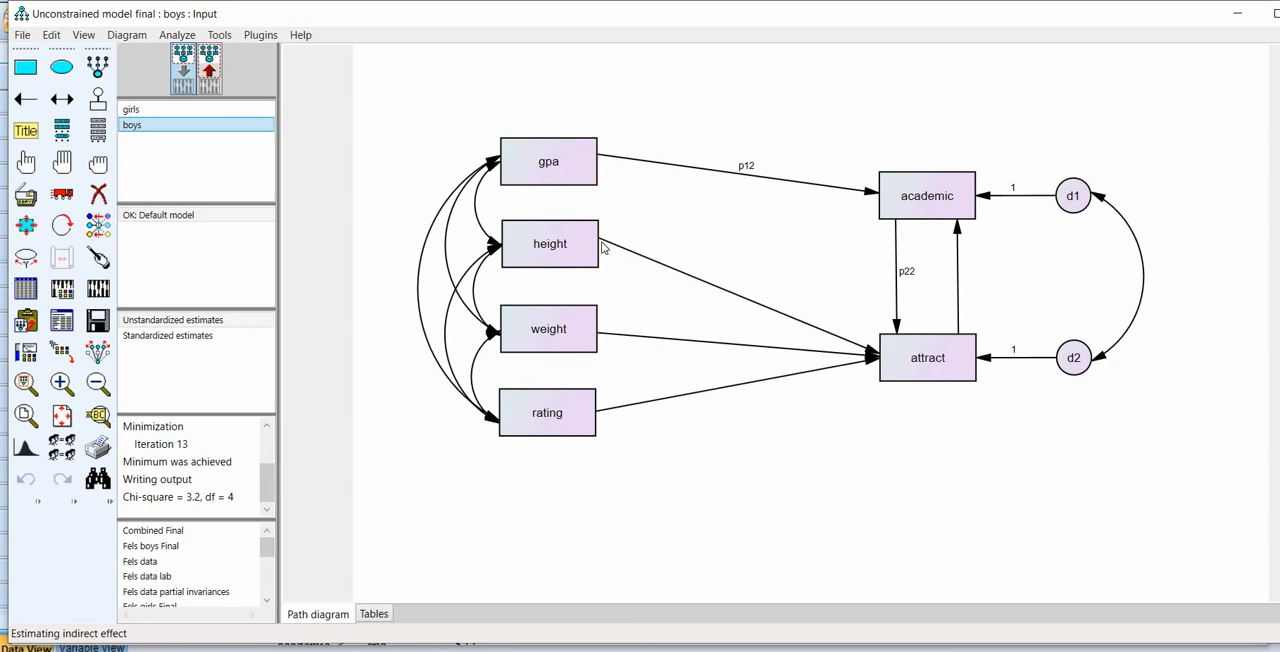 Unconstrained model final : boys : Input
File Edit View Diagram Analyze Tools Plugins Help
Title
girls
boys
OK: Default model
Unstandardized estimates
Standardized estimates
Minimization
Iteration 13
Minimum was achieved
Writing output
Chi-square = 3.2, df = 4
Combined Final
Fels boys Final
Fels data
Fels data lab
Fels data partial invariances
Fels girls Final
gpa
height
weight
rating
p12
academic
p22
attract
1
d1
1
d2
Path diagram Tables
Estimating indirect effect
Data View Variable View